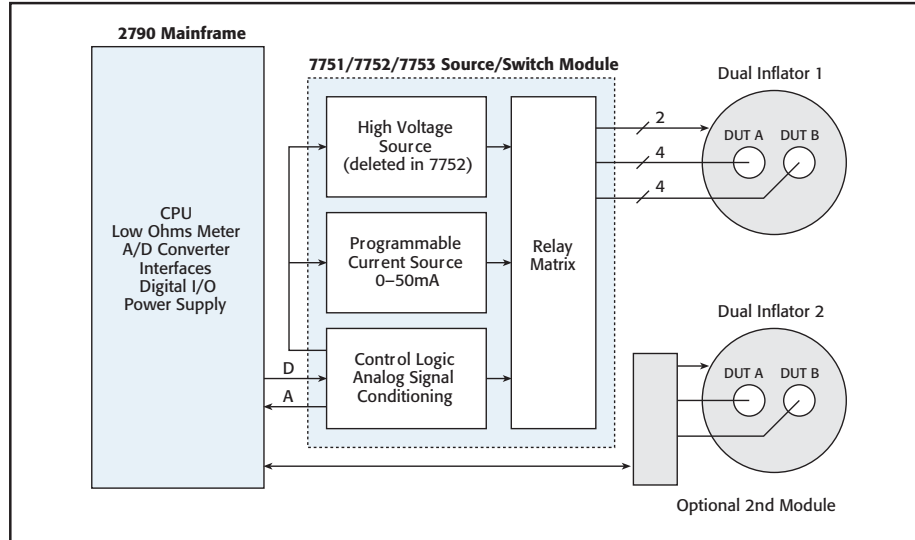 2790 Mainframe
CPU
Low Ohms Meter
A/D Converter
Interfaces
Digital I/O
Power Supply
7751/7752/7753 Source/Switch Module
High Voltage
Source
(deleted in 7752)
Programmable
Current Source
0–50mA
Control Logic
Analog Signal
Conditioning
Relay
Matrix
D
A
2
4
4
Dual Inflator 1
DUT A
DUT B
Dual Inflator 2
DUT A
DUT B
Optional 2nd Module